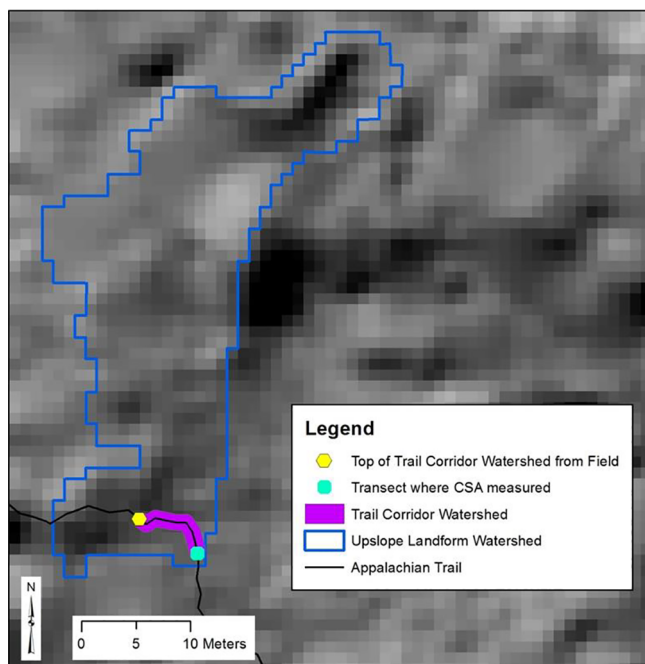 Legend
Top of Trail Corridor Watershed from Field
Transect where CSA measured
Trail Corridor Watershed
Upslope Landform Watershed
Appalachian Trail
N
0 5 10 Meters